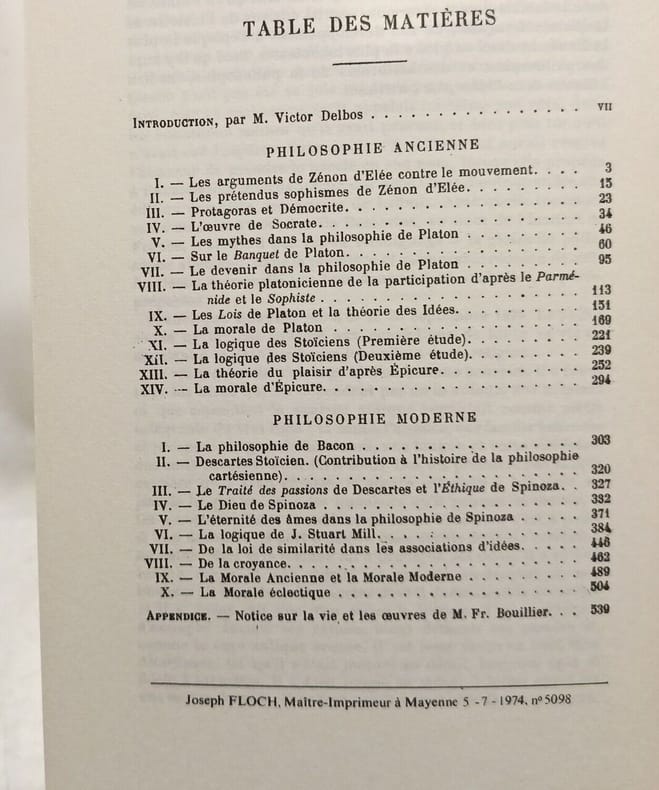 TABLE DES MATIÈRES
INTRODUCTION, par M. Victor Delbos . . . . . . . . . . . . . . . . VII
PHILOSOPHIE ANCIENNE
I. — Les arguments de Zénon d'Elée contre le mouvement. . . . 3
II. — Les prétendus sophismes de Zénon d'Elée. . . . . . . . . 15
III. — Protagoras et Démocrite. . . . . . . . . . . . . . . . . 23
IV. — L'œuvre de Socrate. . . . . . . . . . . . . . . . . . . 34
V. — Les mythes dans la philosophie de Platon . . . . . . . . . 46
VI. — Sur le Banquet de Platon. . . . . . . . . . . . . . . . . 60
VII. — Le devenir dans la philosophie de Platon . . . . . . . . . 95
VIII. — La théorie platonicienne de la participation d'après le Parmé-
nide et le Sophiste . . . . . . . . . . . . . . . . . . . 113
IX. — Les Lois de Platon et la théorie des Idées. . . . . . . . . . 151
X. — La morale de Platon . . . . . . . . . . . . . . . . . . . 169
XI. — La logique des Stoïciens (Première étude). . . . . . . . . . 221
XII. — La logique des Stoïciens (Deuxième étude). . . . . . . . . . 239
XIII. — La théorie du plaisir d'après Épicure. . . . . . . . . . . . 252
XIV. — La morale d'Épicure. . . . . . . . . . . . . . . . . . . 294
PHILOSOPHIE MODERNE
I. — La philosophie de Bacon . . . . . . . . . . . . . . . . 303
II. — Descartes Stoïcien. (Contribution à l'histoire de la philosophie
cartésienne). . . . . . . . . . . . . . . . . . . . . . 320
III. — Le Traité des passions de Descartes et l'Éthique de Spinoza. . 327
IV. — Le Dieu de Spinoza . . . . . . . . . . . . . . . . . . . 332
V. — L'éternité des âmes dans la philosophie de Spinoza . . . . . 371
VI. — La logique de J. Stuart Mill. . . . . . . . . . . . . . . . 384
VII. — De la loi de similarité dans les associations d'idées. . . . . 446
VIII. — De la croyance. . . . . . . . . . . . . . . . . . . . . 462
IX. — La Morale Ancienne et la Morale Moderne . . . . . . . . . 489
X. — La Morale éclectique . . . . . . . . . . . . . . . . . . 504
APPENDICE. — Notice sur la vie et les œuvres de M. Fr. Bouillier. . . 539
Joseph FLOCH, Maître-Imprimeur à Mayenne 5 - 7 - 1974, n° 5098